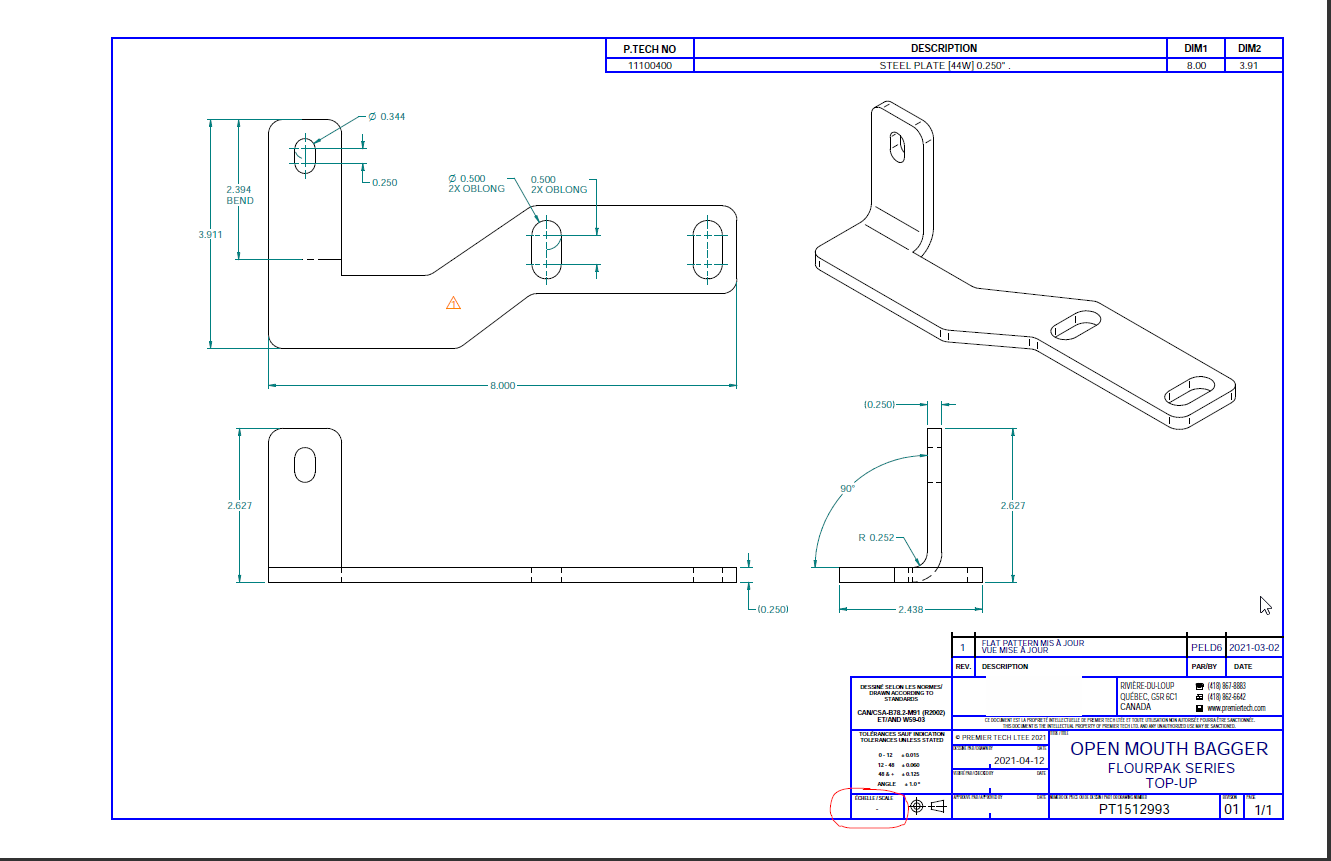 P.TECH NO DESCRIPTION DIM1 DIM2
11100400 STEEL PLATE [44W] 0.250" . 8.00 3.91
Ø 0.344
0.250
2.394
BEND
3.911
Ø 0.500
2X OBLONG
0.500
2X OBLONG
1
8.000
(0.250)
2.627
90°
2.627
R 0.252
(0.250)
2.438
1 FLAT PATTERN MIS À JOUR
VUE MISE À JOUR
PELD6 2021-03-02
REV. DESCRIPTION PAR/BY DATE
DESSINÉ SELON LES NORMES/
DRAWN ACCORDING TO
STANDARDS
CAN/CSA-B78.2-M91 (R2002)
ET/AND W59-03
RIVIÈRE-DU-LOUP
QUÉBEC, G5R 6C1
CANADA
(418) 867-8883
(418) 862-6642
www.premiertech.com
CE DOCUMENT EST LA PROPRIÉTÉ INTELLECTUELLE DE PREMIER TECH LTÉE ET TOUTE UTILISATION NON AUTORISÉE POURRA ÊTRE SANCTIONNÉE.
THIS DOCUMENT IS THE INTELLECTUAL PROPERTY OF PREMIER TECH LTD. AND ANY UNAUTHORIZED USE MAY BE SANCTIONED.
TOLÉRANCES SAUF INDICATION
TOLERANCES UNLESS STATED
0 - 12 ± 0.015
12 - 48 ± 0.060
48 & + ± 0.125
ANGLE ± 1.0 °
© PREMIER TECH LTEE 2021
DATE
2021-04-12
DATE
DATE
OPEN MOUTH BAGGER
FLOURPAK SERIES
TOP-UP
ÉCHELLE / SCALE
-
PT1512993
01
1/1